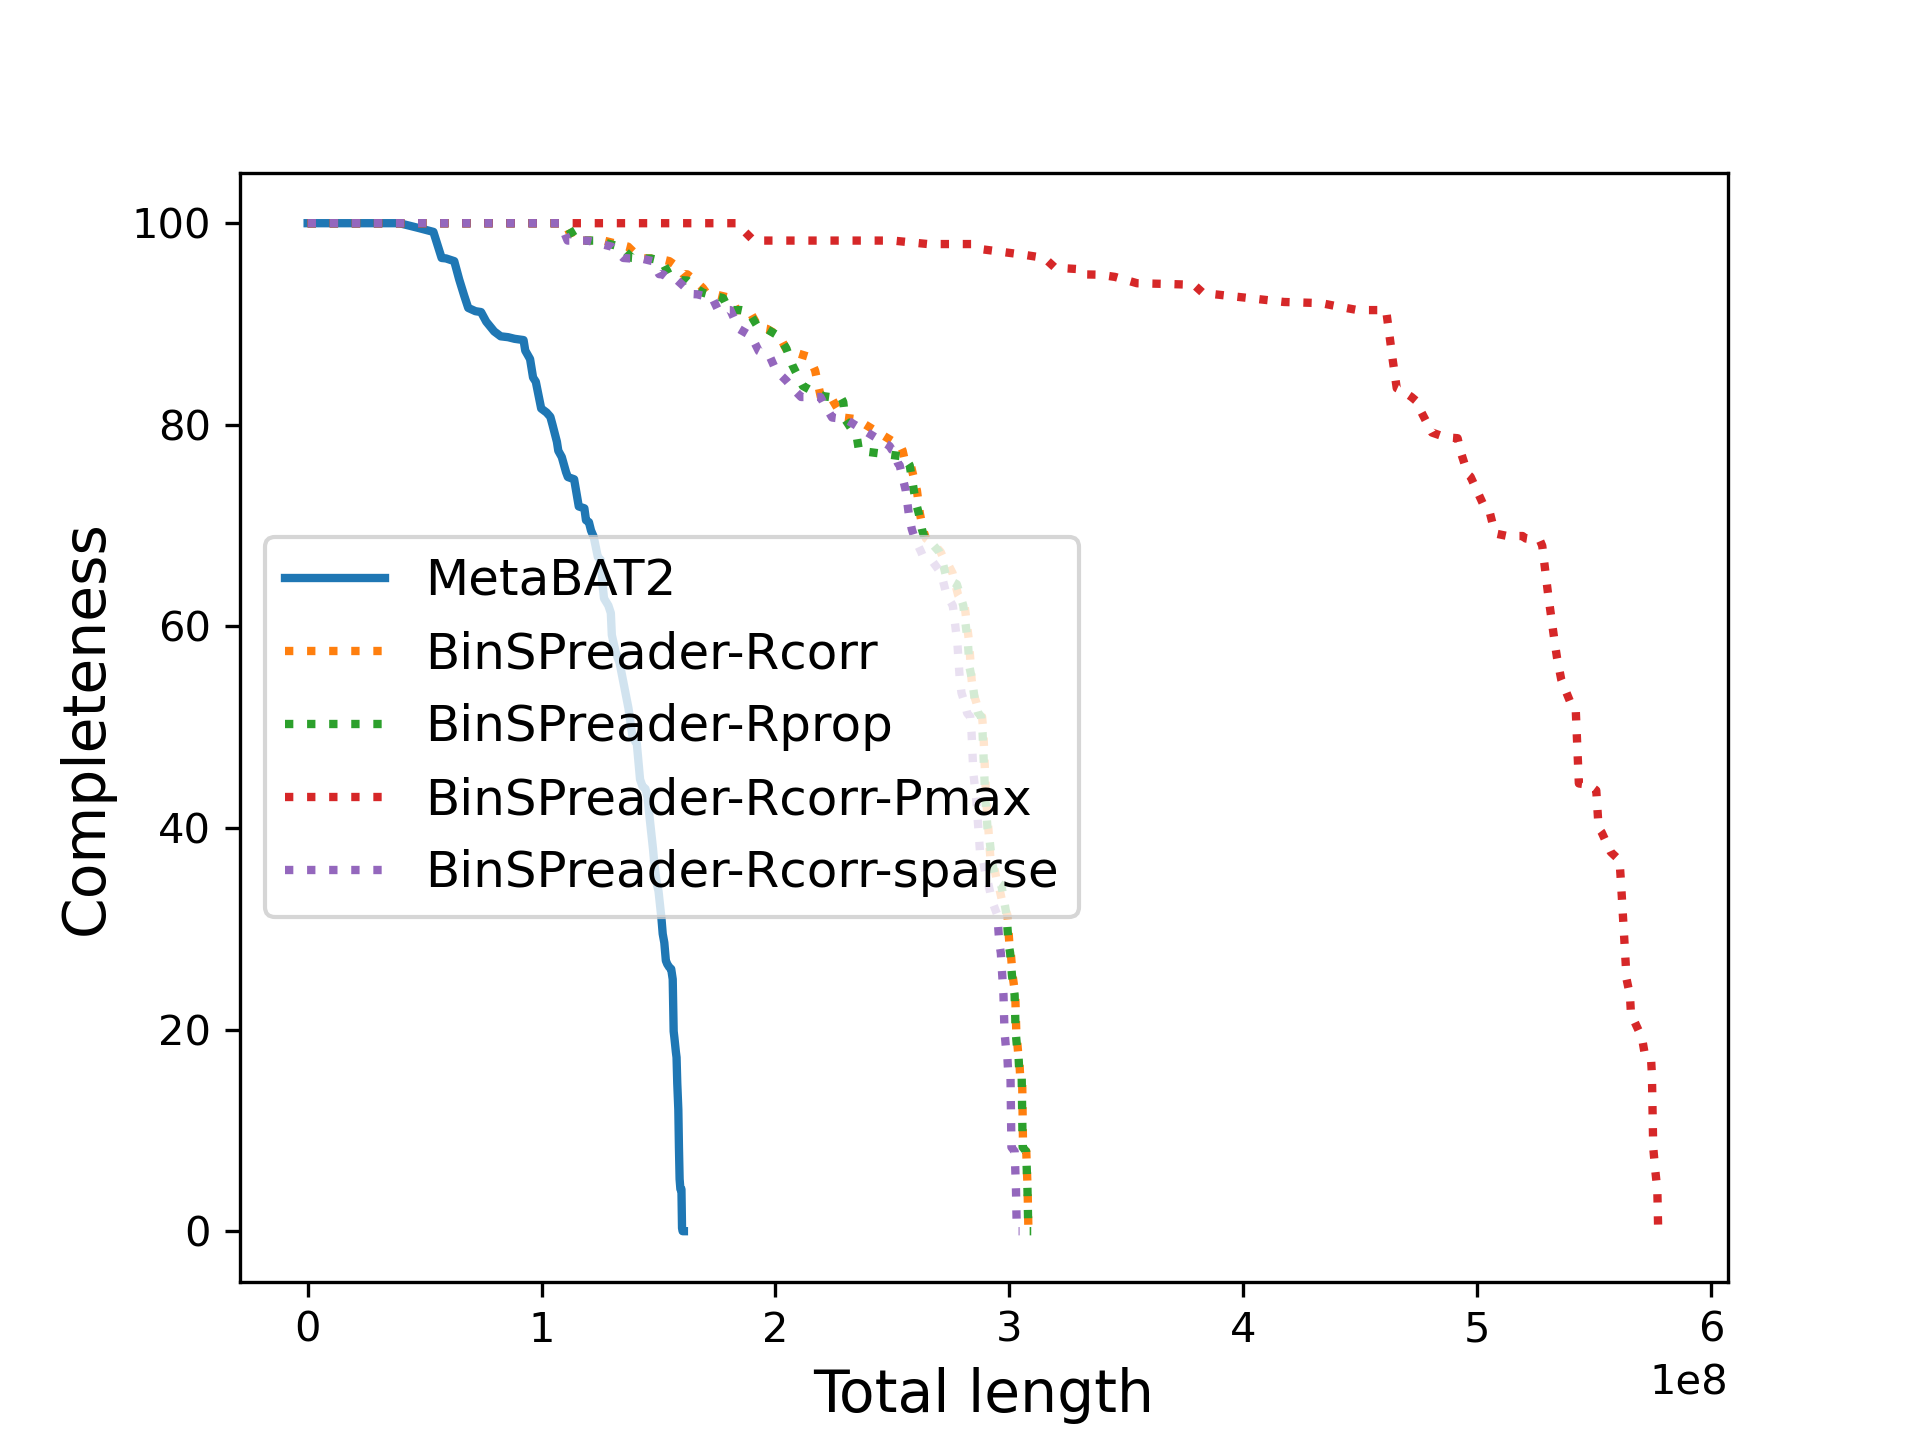 100
80
60
40
20
0
Completeness
MetaBAT2
BinSPreader-Rcorr
BinSPreader-Rprop
BinSPreader-Rcorr-Pmax
BinSPreader-Rcorr-sparse
0 1 2 3 4 5 6
1e8
Total length